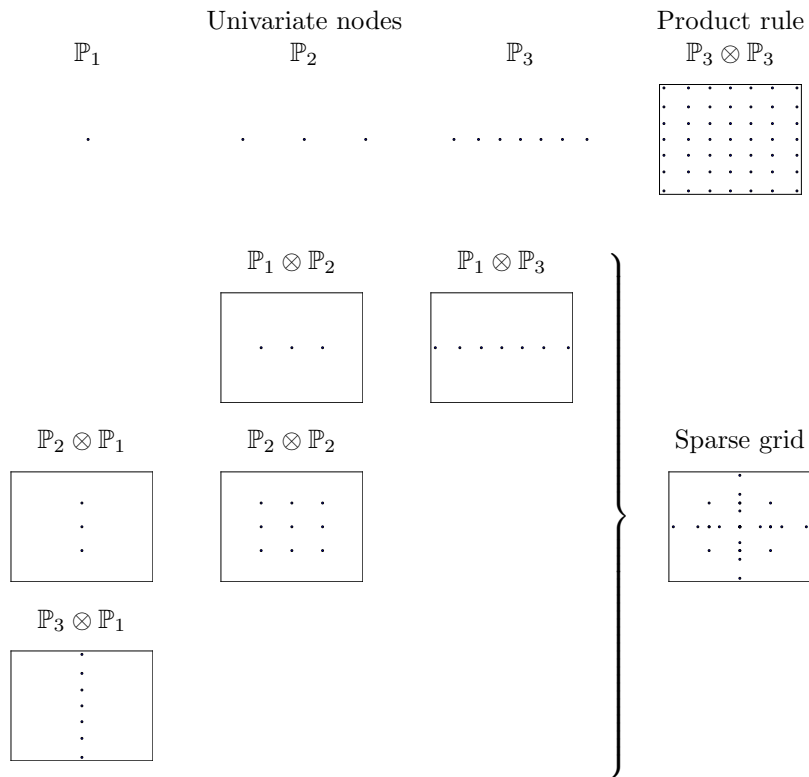 Univariate nodes Product rule
ℙ₁ ℙ₂ ℙ₃ ℙ₃ ⊗ ℙ₃
ℙ₁ ⊗ ℙ₂ ℙ₁ ⊗ ℙ₃
ℙ₂ ⊗ ℙ₁ ℙ₂ ⊗ ℙ₂ Sparse grid
ℙ₃ ⊗ ℙ₁